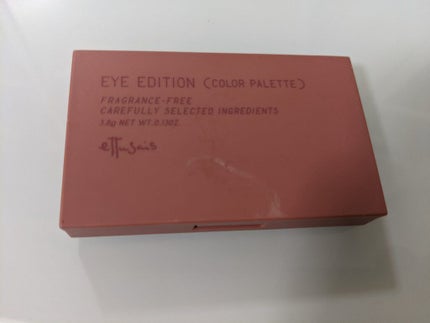 EYE EDITION (COLOR PALETTE)
FRAGRANCE-FREE
CAREFULLY SELECTED INGREDIENTS
3.8g NET WT.0.13OZ.
ettusais